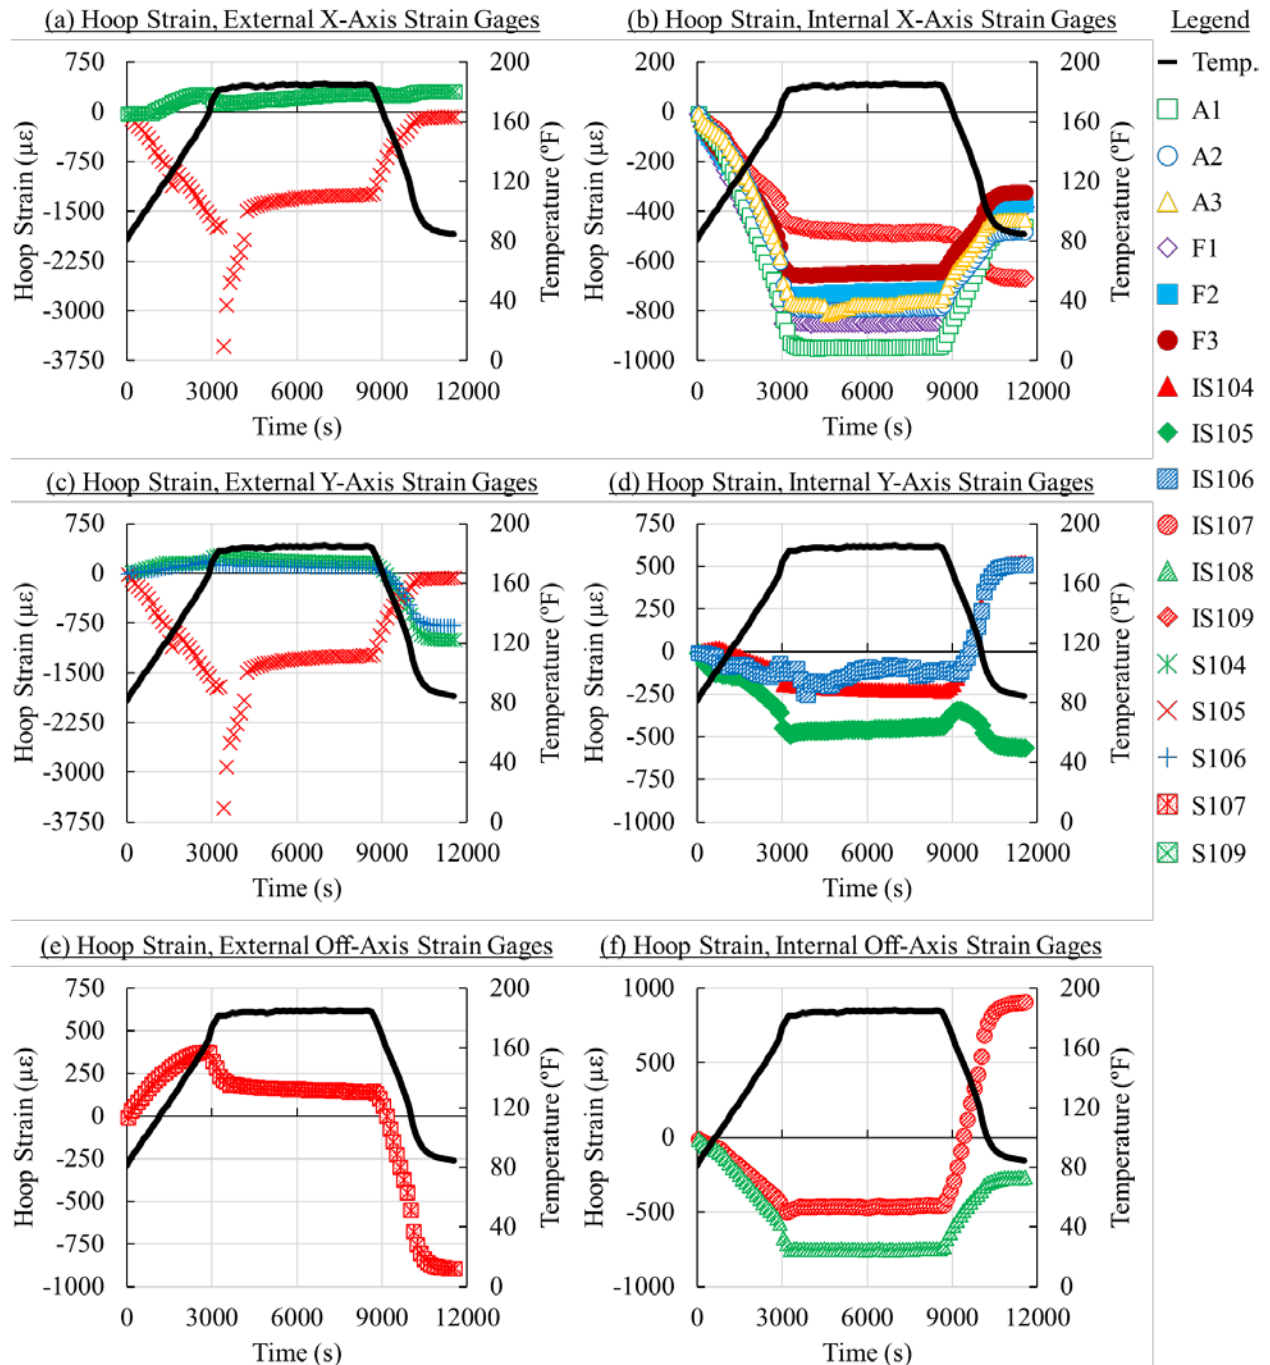 (a) Hoop Strain, External X-Axis Strain Gages
(b) Hoop Strain, Internal X-Axis Strain Gages
Legend
750
0
-750
-1500
-2250
-3000
-3750
Hoop Strain (µε)
200
160
120
80
40
0
Temperature (ºF)
0 3000 6000 9000 12000
Time (s)
200
0
-200
-400
-600
-800
-1000
Hoop Strain (µε)
200
160
120
80
40
0
Temperature (ºF)
0 3000 6000 9000 12000
Time (s)
Temp.
A1
A2
A3
F1
F2
F3
IS104
IS105
IS106
IS107
IS108
IS109
S104
S105
S106
S107
S109
(c) Hoop Strain, External Y-Axis Strain Gages
(d) Hoop Strain, Internal Y-Axis Strain Gages
750
0
-750
-1500
-2250
-3000
-3750
Hoop Strain (µε)
200
160
120
80
40
0
Temperature (ºF)
0 3000 6000 9000 12000
Time (s)
750
500
250
0
-250
-500
-750
-1000
Hoop Strain (µε)
200
160
120
80
40
0
Temperature (ºF)
0 3000 6000 9000 12000
Time (s)
(e) Hoop Strain, External Off-Axis Strain Gages
(f) Hoop Strain, Internal Off-Axis Strain Gages
750
500
250
0
-250
-500
-750
-1000
Hoop Strain (µε)
200
160
120
80
40
0
Temperature (ºF)
0 3000 6000 9000 12000
Time (s)
1000
500
0
-500
-1000
Hoop Strain (µε)
200
160
120
80
40
0
Temperature (ºF)
0 3000 6000 9000 12000
Time (s)